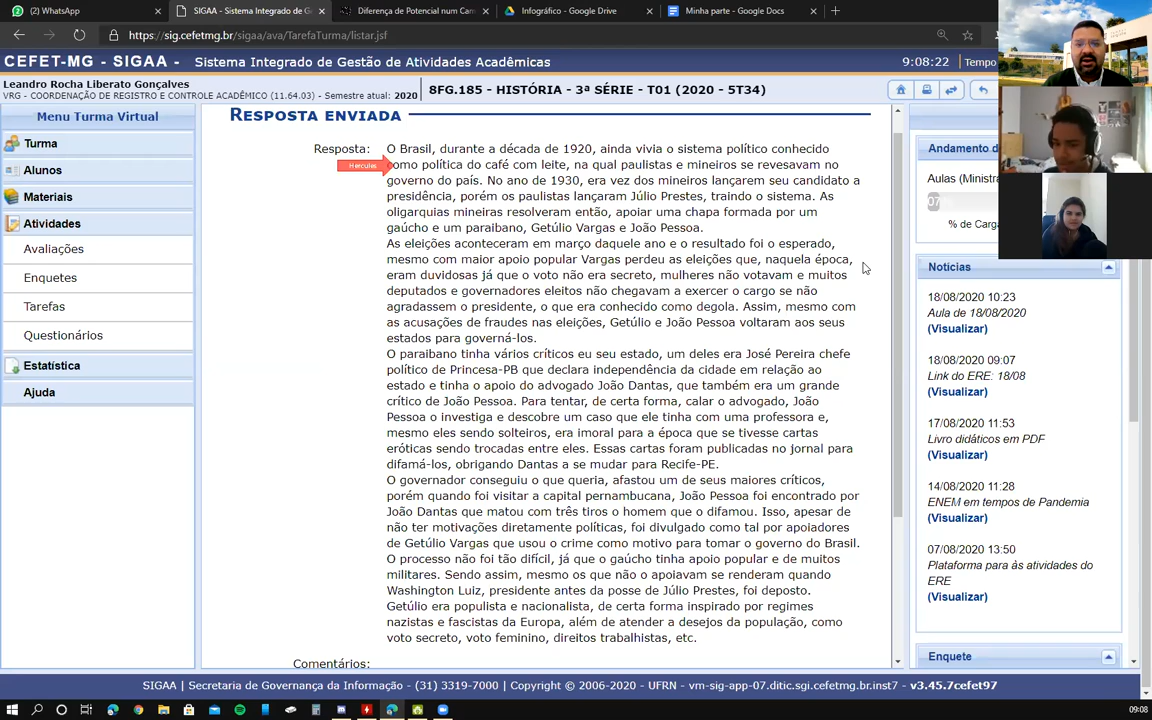 (2) WhatsApp
SIGAA - Sistema Integrado de G
Diferença de Potencial num Cam
Infográfico - Google Drive
Minha parte - Google Docs
https://sig.cefetmg.br/sigaa/ava/TarefaTurma/listar.jsf
CEFET-MG - SIGAA - Sistema Integrado de Gestão de Atividades Acadêmicas
9:08:22
Tempo
Leandro Rocha Liberato Gonçalves
VRG - COORDENAÇÃO DE REGISTRO E CONTROLE ACADÊMICO (11.64.03) - Semestre atual: 2020
8FG.185 - HISTÓRIA - 3ª SÉRIE - T01 (2020 - 5T34)
Menu Turma Virtual
Turma
Alunos
Materiais
Atividades
Avaliações
Enquetes
Tarefas
Questionários
Estatística
Ajuda
RESPOSTA ENVIADA
Resposta:
Hercules
O Brasil, durante a década de 1920, ainda vivia o sistema político conhecido
como política do café com leite, na qual paulistas e mineiros se revesavam no
governo do país. No ano de 1930, era vez dos mineiros lançarem seu candidato a
presidência, porém os paulistas lançaram Júlio Prestes, traindo o sistema. As
oligarquias mineiras resolveram então, apoiar uma chapa formada por um
gaúcho e um paraibano, Getúlio Vargas e João Pessoa.
As eleições aconteceram em março daquele ano e o resultado foi o esperado,
mesmo com maior apoio popular Vargas perdeu as eleições que, naquela época,
eram duvidosas já que o voto não era secreto, mulheres não votavam e muitos
deputados e governadores eleitos não chegavam a exercer o cargo se não
agradassem o presidente, o que era conhecido como degola. Assim, mesmo com
as acusações de fraudes nas eleições, Getúlio e João Pessoa voltaram aos seus
estados para governá-los.
O paraibano tinha vários críticos eu seu estado, um deles era José Pereira chefe
político de Princesa-PB que declara independência da cidade em relação ao
estado e tinha o apoio do advogado João Dantas, que também era um grande
crítico de João Pessoa. Para tentar, de certa forma, calar o advogado, João
Pessoa o investiga e descobre um caso que ele tinha com uma professora e,
mesmo eles sendo solteiros, era imoral para a época que se tivesse cartas
eróticas sendo trocadas entre eles. Essas cartas foram publicadas no jornal para
difamá-los, obrigando Dantas a se mudar para Recife-PE.
O governador conseguiu o que queria, afastou um de seus maiores críticos,
porém quando foi visitar a capital pernambucana, João Pessoa foi encontrado por
João Dantas que matou com três tiros o homem que o difamou. Isso, apesar de
não ter motivações diretamente políticas, foi divulgado como tal por apoiadores
de Getúlio Vargas que usou o crime como motivo para tomar o governo do Brasil.
O processo não foi tão difícil, já que o gaúcho tinha apoio popular e de muitos
militares. Sendo assim, mesmo os que não o apoiavam se renderam quando
Washington Luiz, presidente antes da posse de Júlio Prestes, foi deposto.
Getúlio era populista e nacionalista, de certa forma inspirado por regimes
nazistas e fascistas da Europa, além de atender a desejos da população, como
voto secreto, voto feminino, direitos trabalhistas, etc.
Comentários:
Andamento d
Aulas (Ministra
07
% de Carga
Noticias
18/08/2020 10:23
Aula de 18/08/2020
(Visualizar)
18/08/2020 09:07
Link do ERE: 18/08
(Visualizar)
17/08/2020 11:53
Livro didáticos em PDF
(Visualizar)
14/08/2020 11:28
ENEM em tempos de Pandemia
(Visualizar)
07/08/2020 13:50
Plataforma para às atividades do
ERE
(Visualizar)
Enquete
SIGAA | Secretaria de Governança da Informação - (31) 3319-7000 | Copyright © 2006-2020 - UFRN - vm-sig-app-07.ditic.sgi.cefetmg.br.inst7 - v3.45.7cefet97
09:08